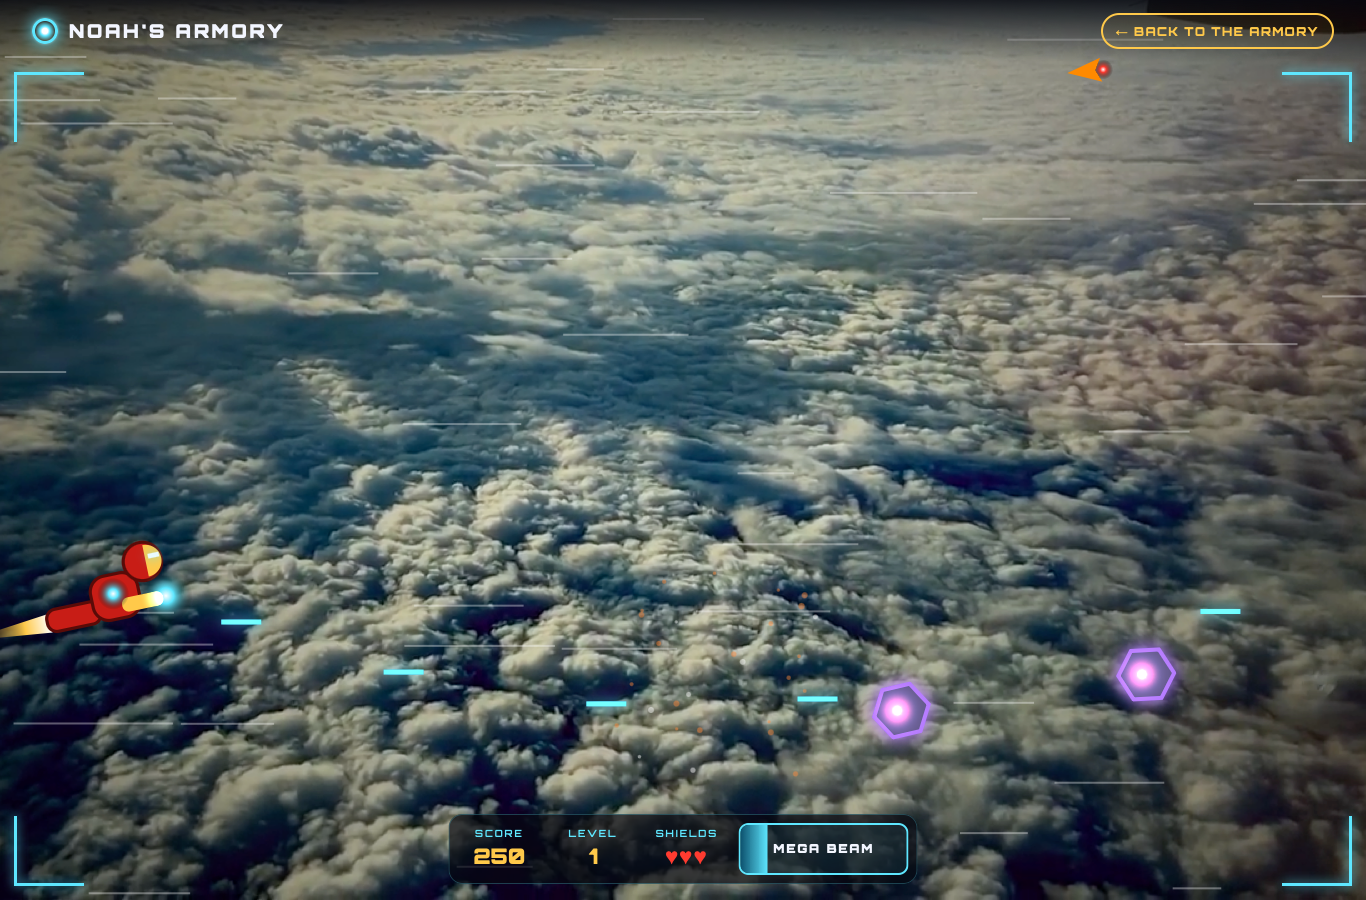 NOAH'S ARMORY
← BACK TO THE ARMORY
SCORE
250
LEVEL
1
SHIELDS
♥♥♥
MEGA BEAM